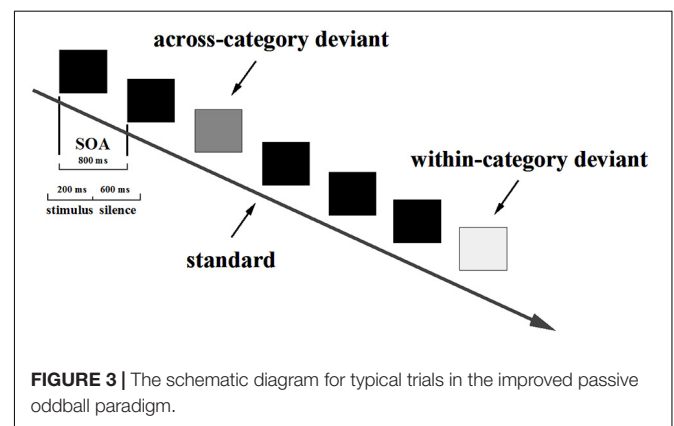 across-category deviant
SOA
800 ms
within-category deviant
200 ms 600 ms
stimulus silence
standard
FIGURE 3 | The schematic diagram for typical trials in the improved passive
oddball paradigm.